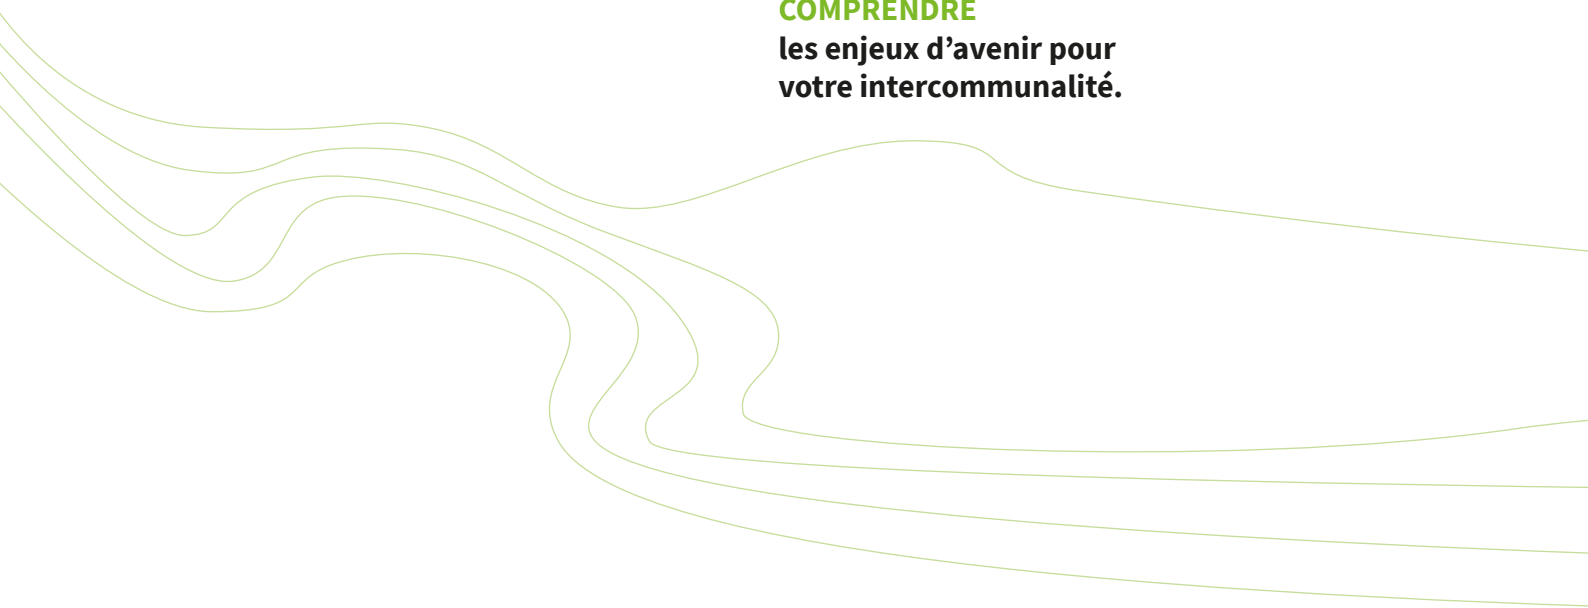 COMPRENDRE
les enjeux d’avenir pour
votre intercommunalité.